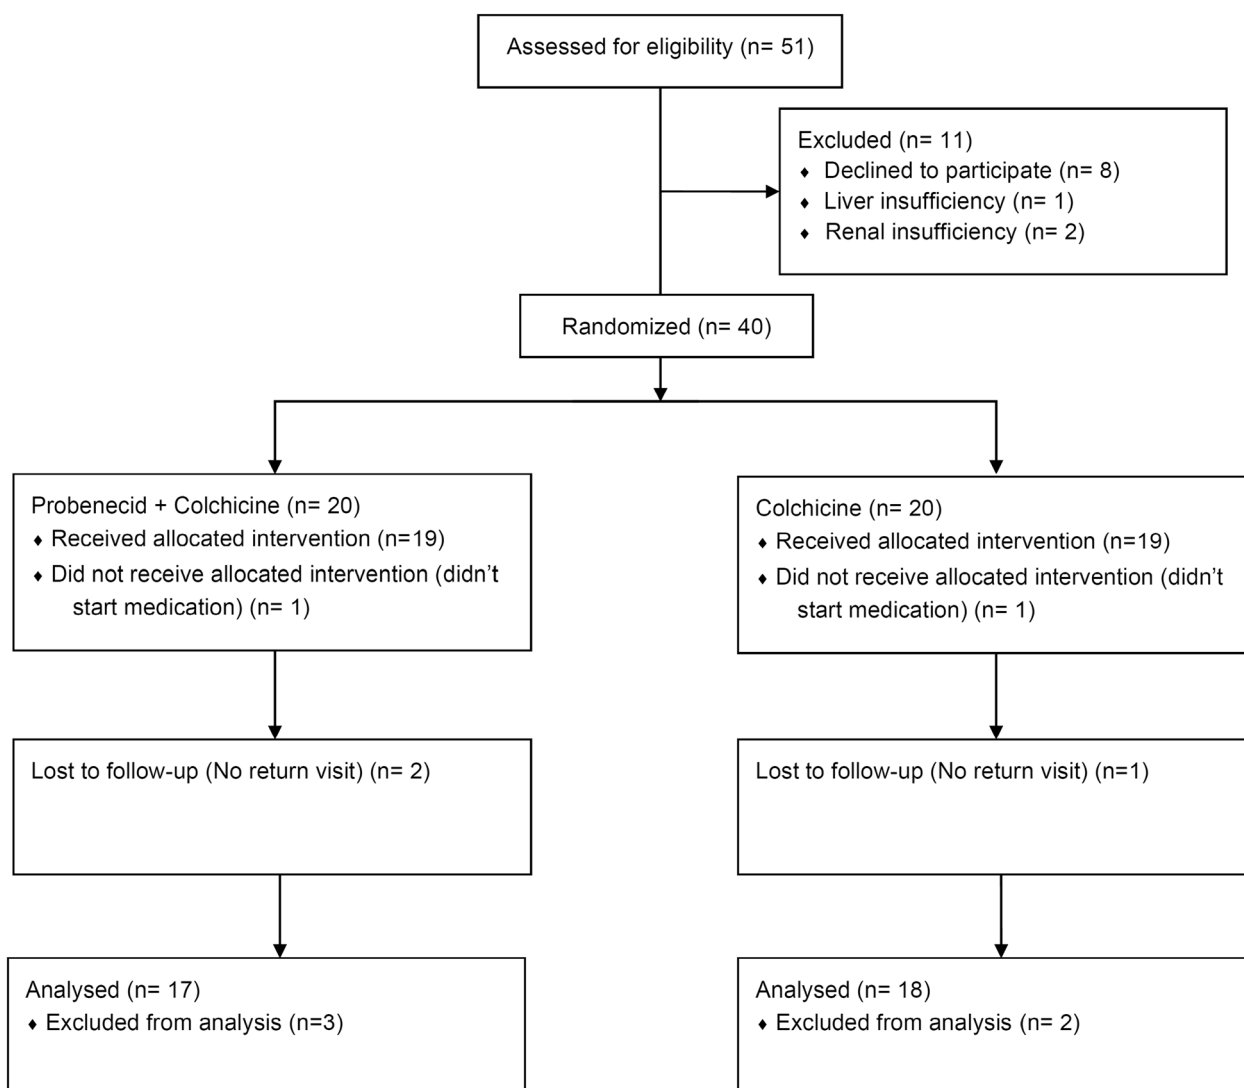 Assessed for eligibility (n= 51)
Excluded (n= 11)
♦ Declined to participate (n= 8)
♦ Liver insufficiency (n= 1)
♦ Renal insufficiency (n= 2)
Randomized (n= 40)
Probenecid + Colchicine (n= 20)
♦ Received allocated intervention (n=19)
♦ Did not receive allocated intervention (didn’t
start medication) (n= 1)
Colchicine (n= 20)
♦ Received allocated intervention (n=19)
♦ Did not receive allocated intervention (didn’t
start medication) (n= 1)
Lost to follow-up (No return visit) (n= 2)
Lost to follow-up (No return visit) (n=1)
Analysed (n= 17)
♦ Excluded from analysis (n=3)
Analysed (n= 18)
♦ Excluded from analysis (n= 2)